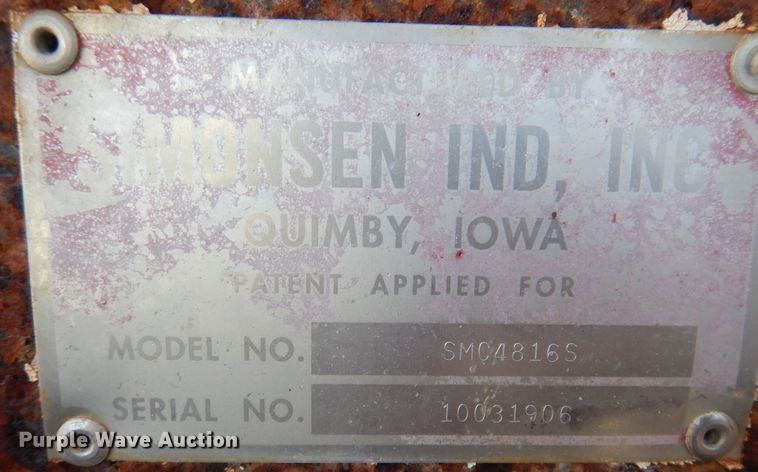 MANUFACTURED BY
SIMONSEN IND, INC
QUIMBY, IOWA
PATENT APPLIED FOR
MODEL NO. SMC4816S
SERIAL NO. 10031906
Purple Wave Auction